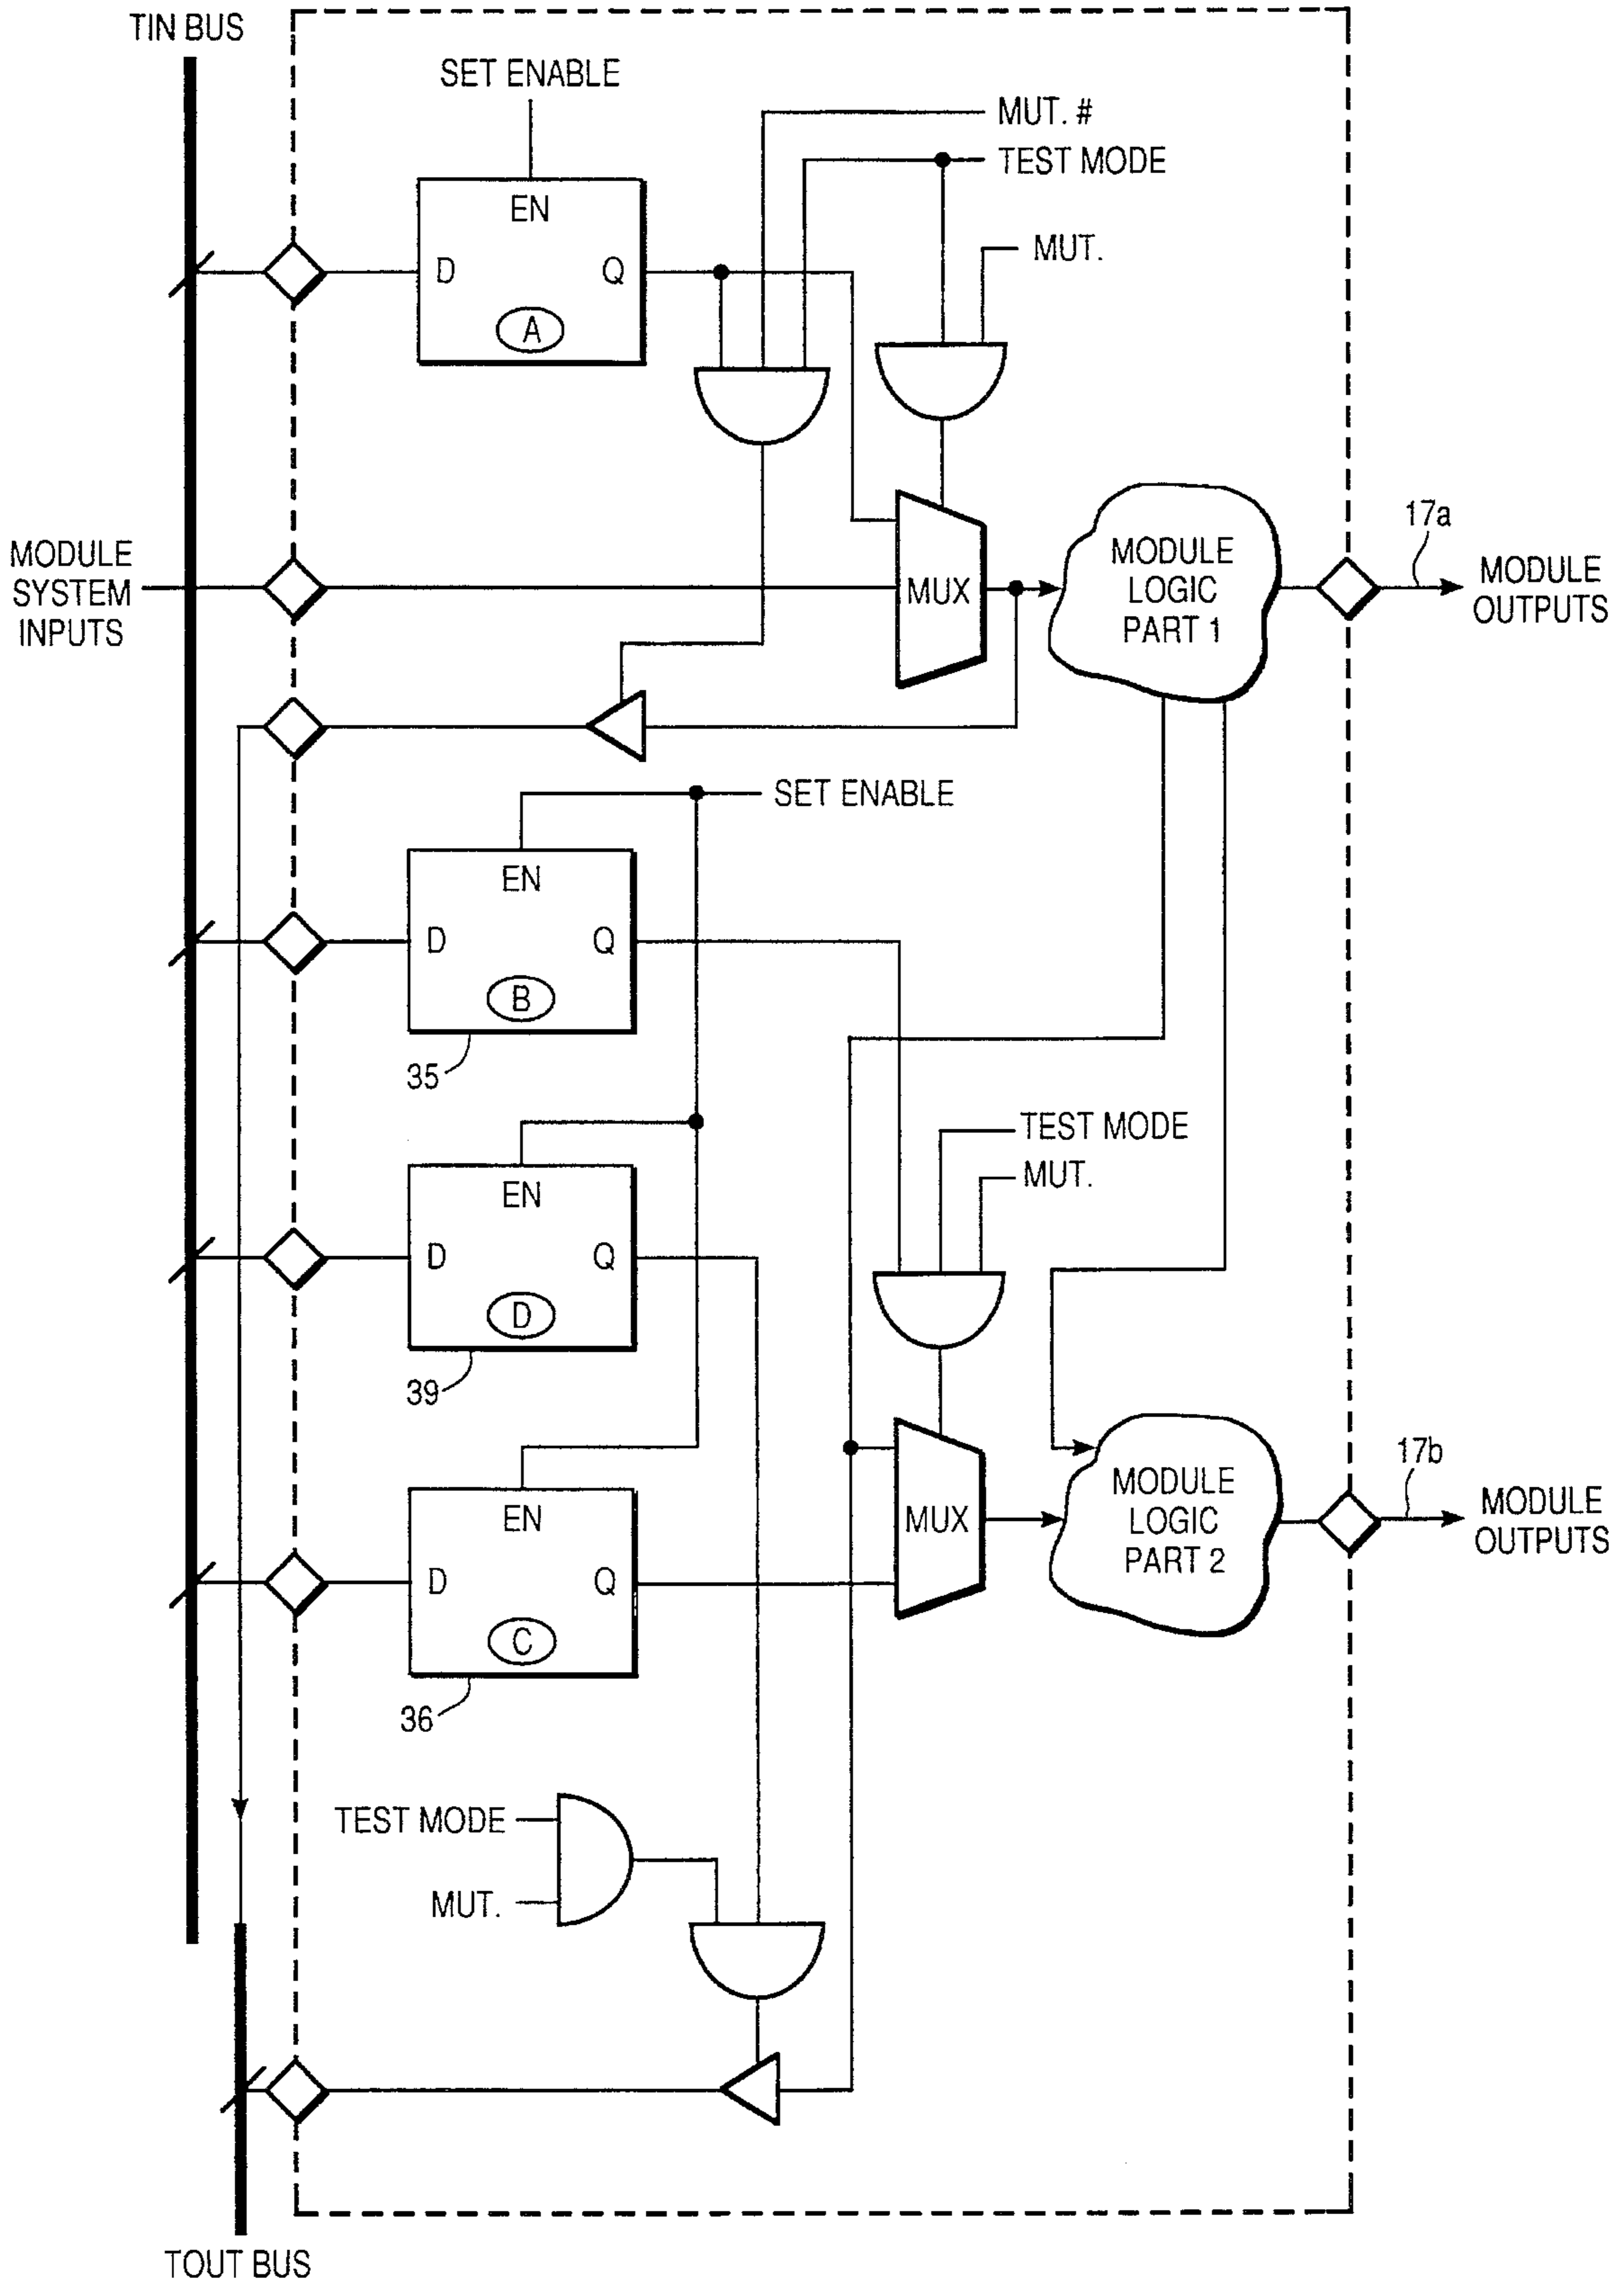 TIN BUS
SET ENABLE
MUT. #
TEST MODE
EN
MUT.
D
Q
A
17a
MODULE
SYSTEM
INPUTS
MUX
MODULE
LOGIC
PART 1
MODULE
OUTPUTS
SET ENABLE
EN
D
Q
B
35
TEST MODE
MUT.
EN
D
Q
D
39
17b
EN
MUX
MODULE
LOGIC
PART 2
MODULE
OUTPUTS
D
Q
C
36
TEST MODE
MUT.
TOUT BUS